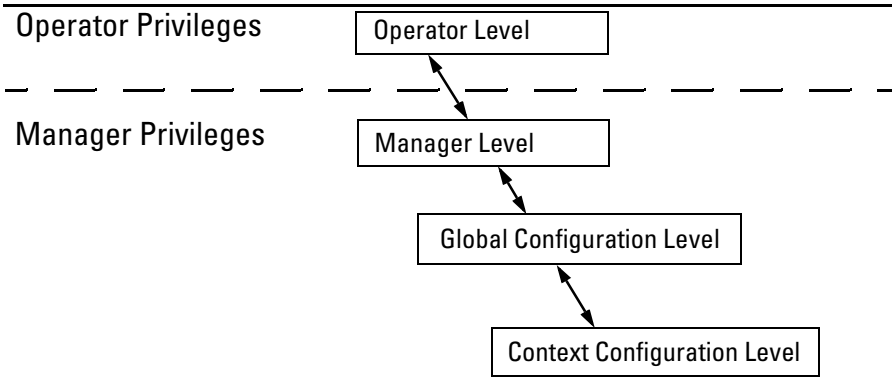 Operator Privileges
Operator Level
Manager Privileges
Manager Level
Global Configuration Level
Context Configuration Level